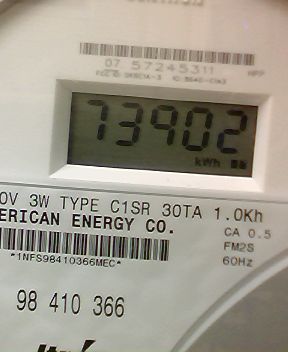 07 57245311
73902
kWh
0V 3W TYPE C1SR 30TA 1.0Kh
ERICAN ENERGY CO.
CA 0.5
FM2S
60Hz
*1NFS98410366MEC*
98 410 366